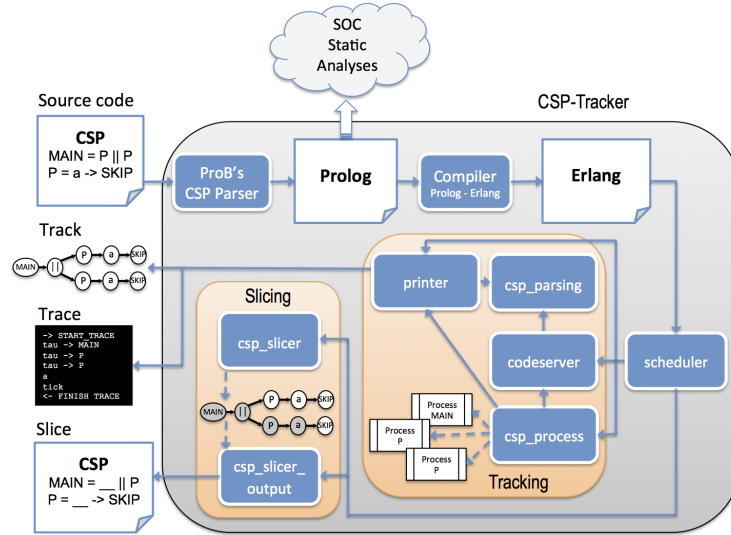 SOC
Static
Analyses
Source code
CSP-Tracker
CSP
MAIN = P || P
P = a -> SKIP
ProB's
CSP Parser
Prolog
Compiler
Prolog - Erlang
Erlang
Track
MAIN
||
P
a
SKIP
P
a
SKIP
printer
csp_parsing
Slicing
Trace
-> START_TRACE
tau -> MAIN
tau -> P
tau -> P
a
tick
<- FINISH TRACE
csp_slicer
codeserver
scheduler
MAIN
||
P
a
SKIP
P
a
SKIP
Process
MAIN
Process
P
Process
P
csp_process
Slice
CSP
MAIN = __ || P
P = __ -> SKIP
csp_slicer_
output
Tracking